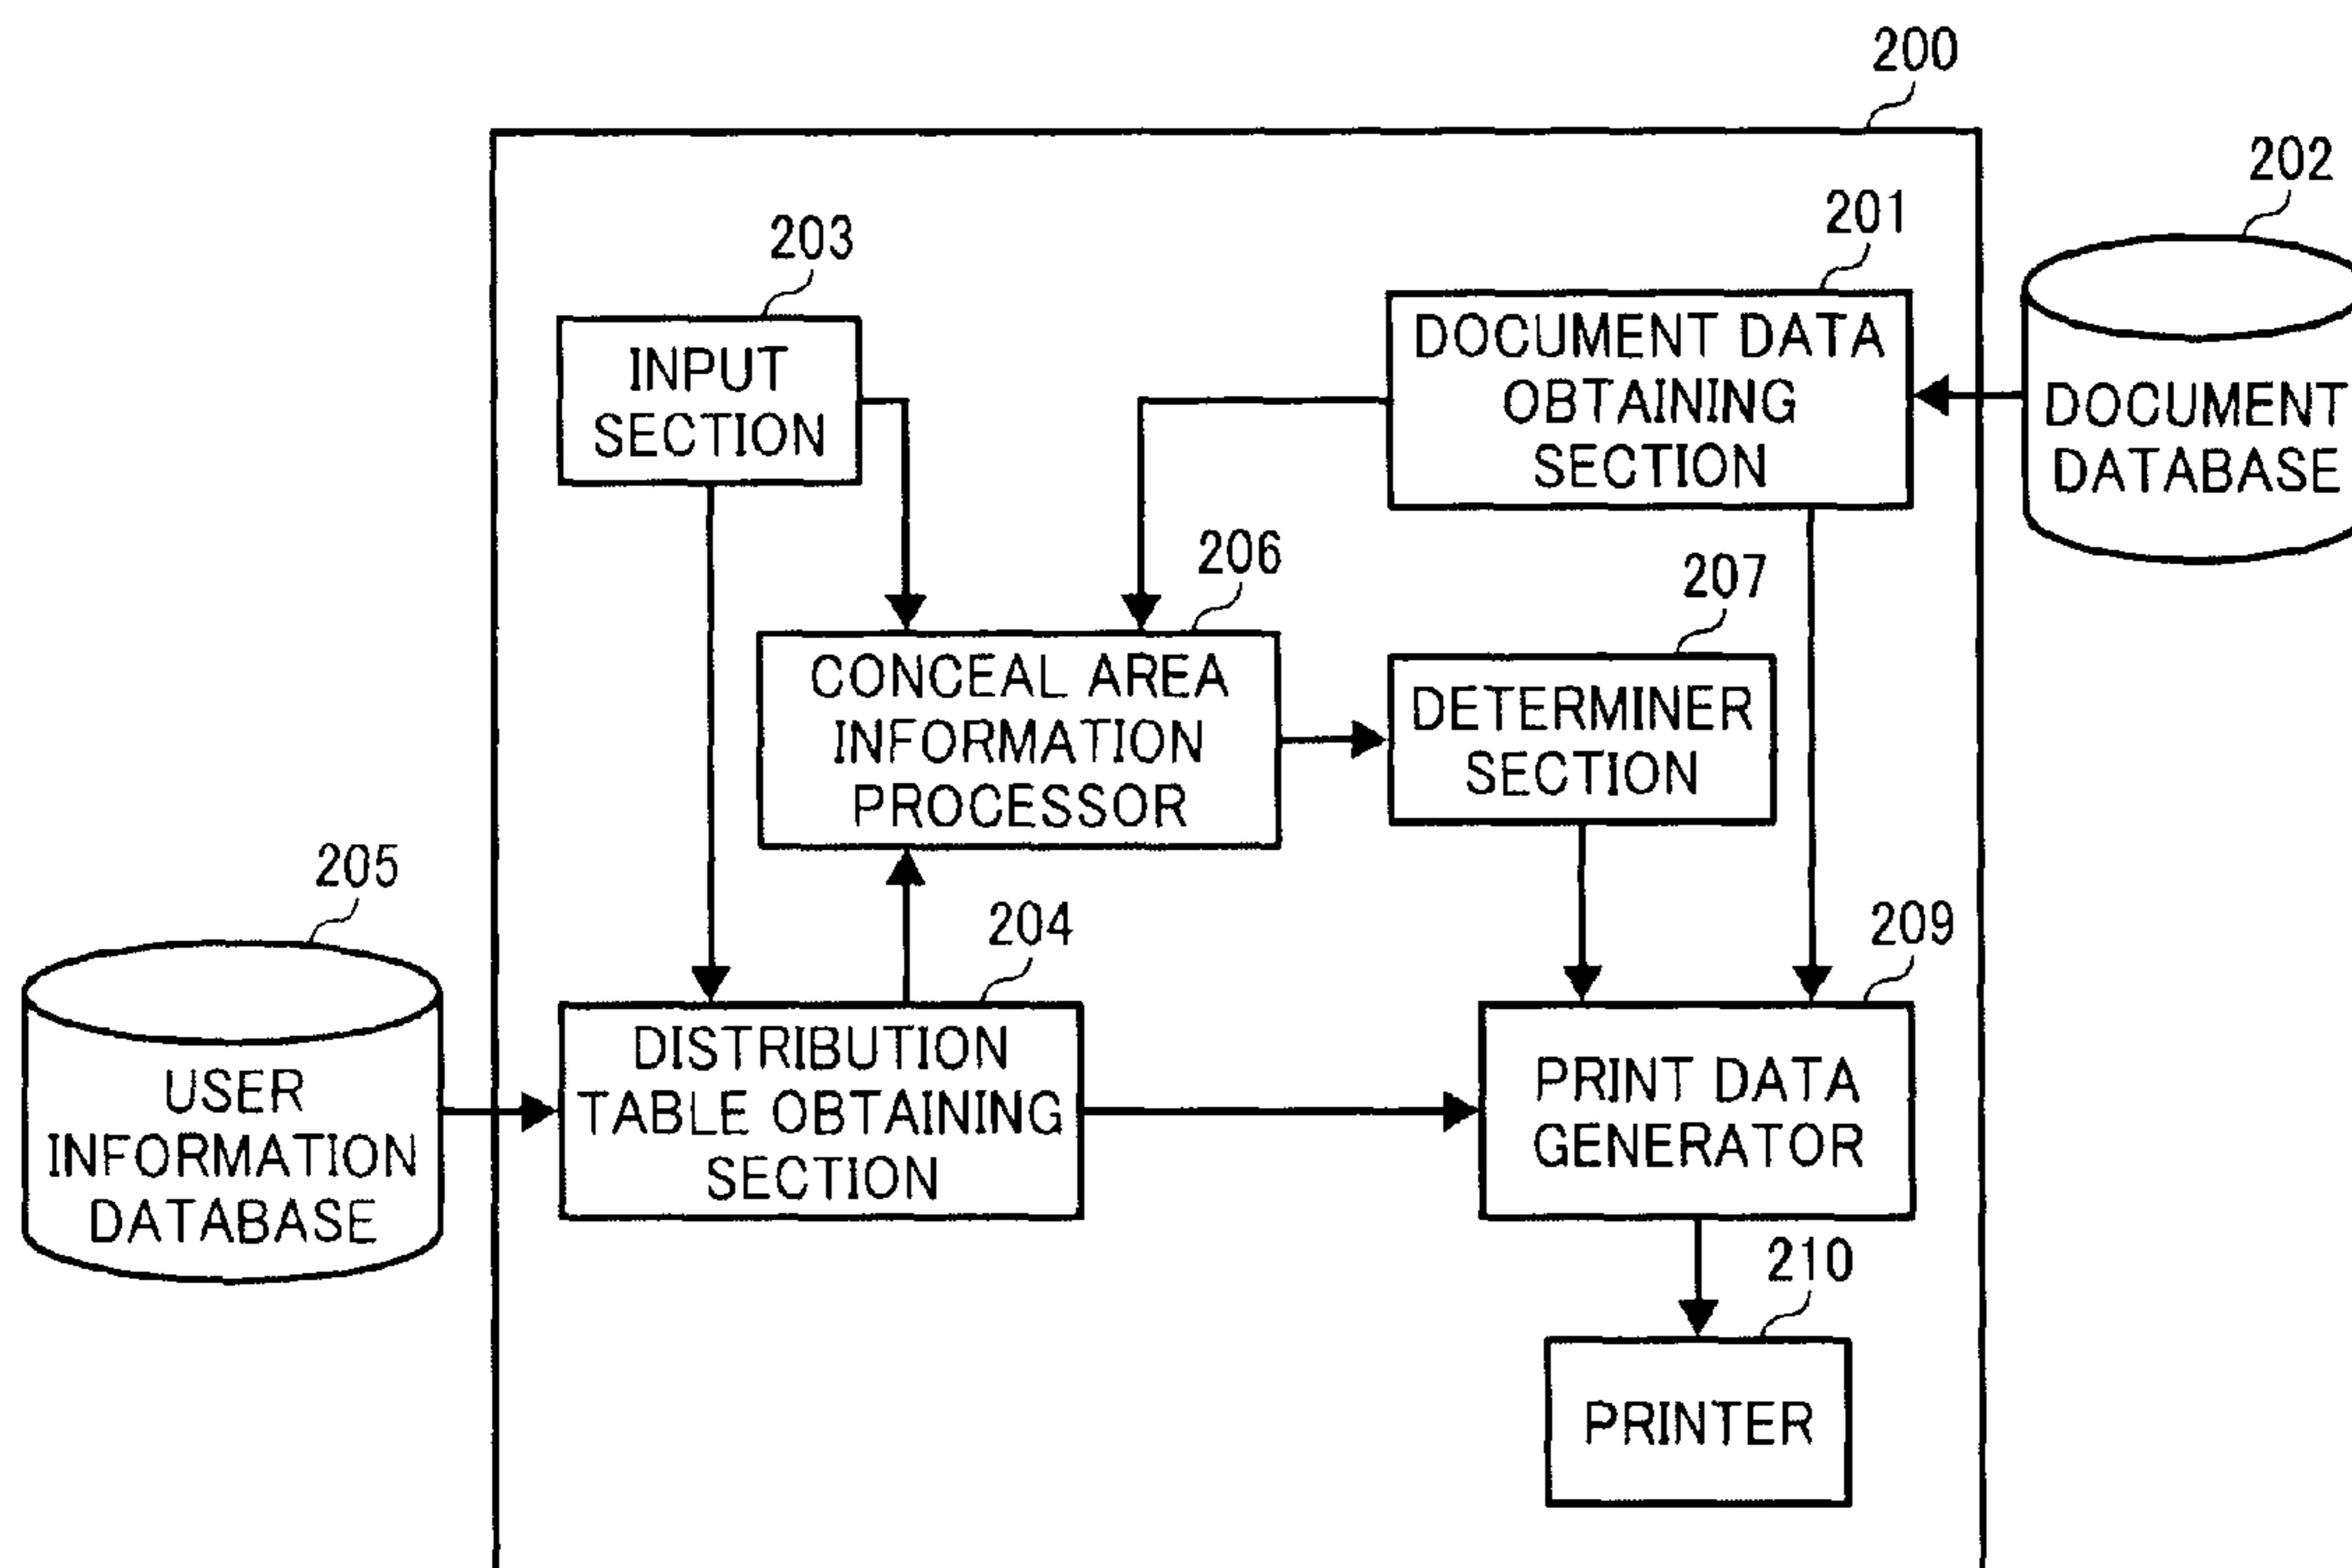 200
202
201
203
DOCUMENT DATA
OBTAINING
SECTION
INPUT
SECTION
DOCUMENT
DATABASE
206
207
CONCEAL AREA
INFORMATION
PROCESSOR
DETERMINER
SECTION
205
204
209
USER
INFORMATION
DATABASE
DISTRIBUTION
TABLE OBTAINING
SECTION
PRINT DATA
GENERATOR
210
PRINTER